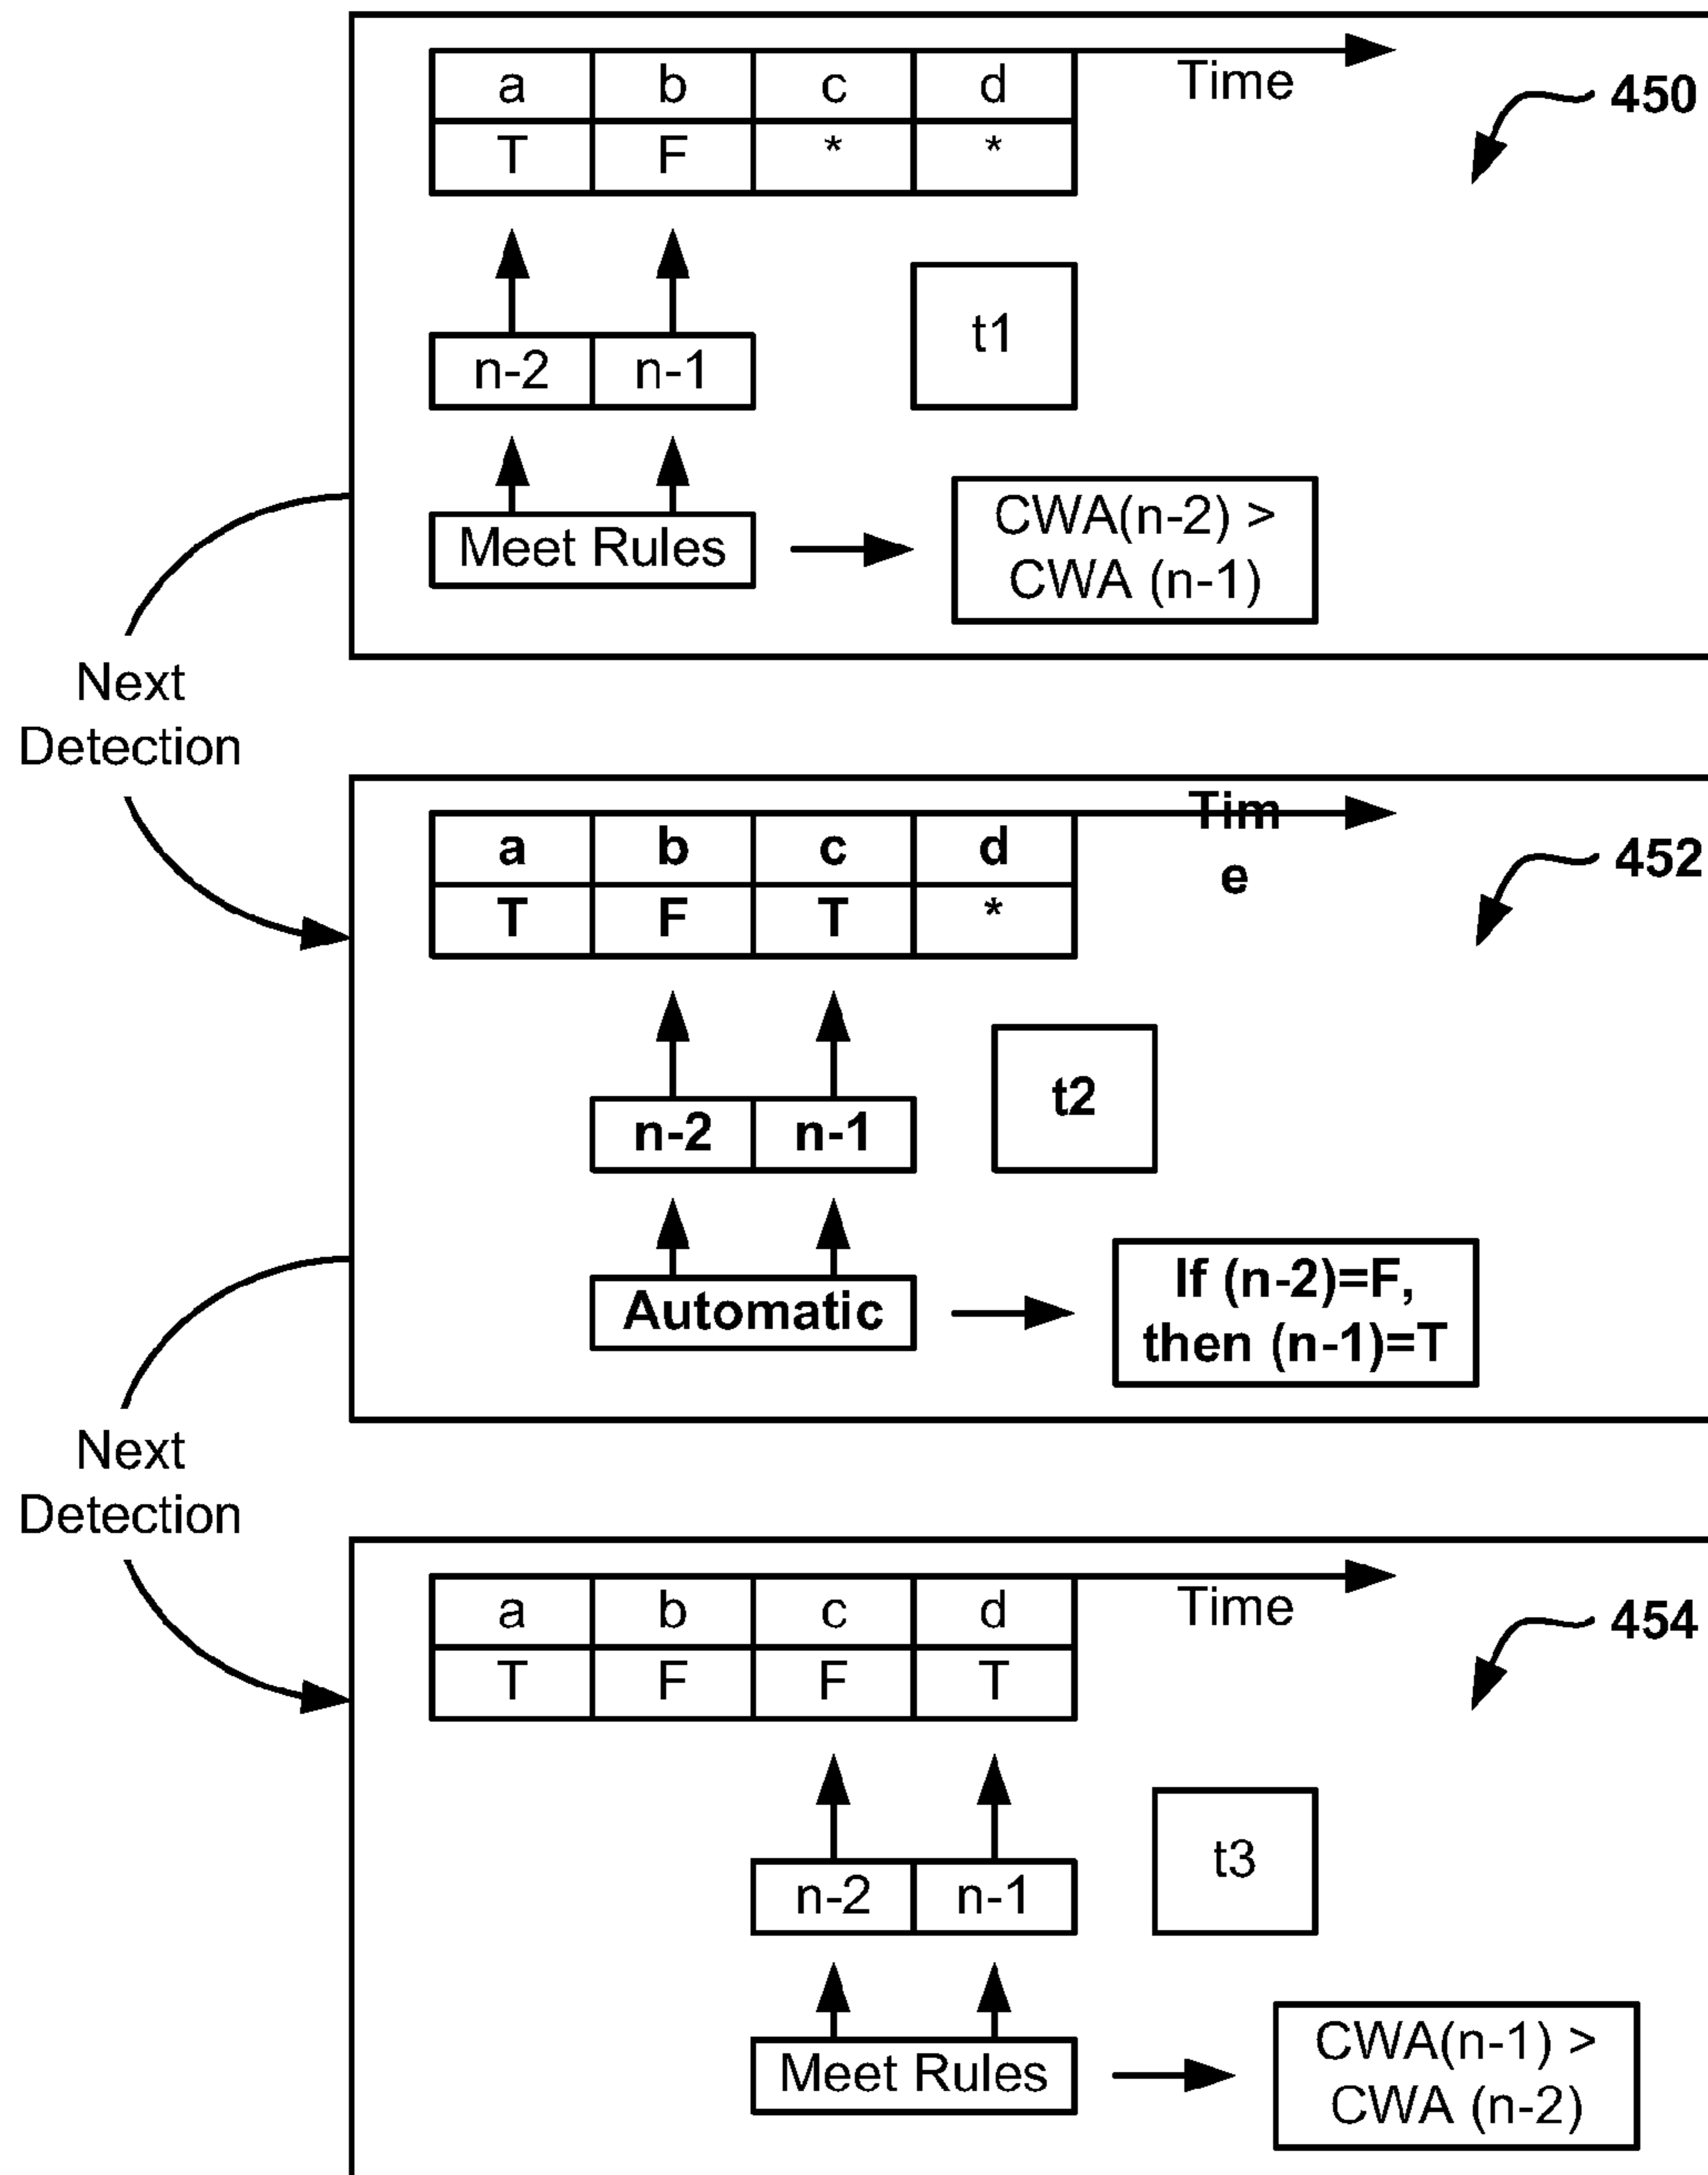 a b c d
Time
450
T F * *
t1
n-2 n-1
CWA(n-2) >
Meet Rules
CWA (n-1)
Next
Detection
Tim
a b c d
e
452
T F T *
t2
n-2 n-1
If (n-2)=F,
Automatic
then (n-1)=T
Next
Detection
a b c d
Time
454
T F F T
t3
n-2 n-1
CWA(n-1) >
Meet Rules
CWA (n-2)